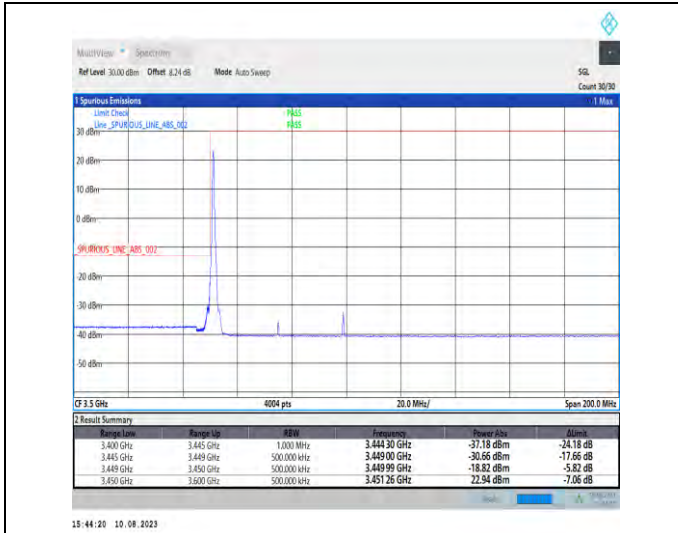 MultiView Spectrum
Ref Level 30.00 dBm Offset 8.24 dB Mode Auto Sweep SGL
Count 30/30
1 Spurious Emissions 1 Max
Limit Check PASS
Line _SPURIOUS_LINE_ABS_002 PASS
30 dBm
20 dBm
10 dBm
0 dBm
_SPURIOUS_LINE_ABS_002
-20 dBm
-30 dBm
-40 dBm
-50 dBm
CF 3.5 GHz 4004 pts 20.0 MHz/ Span 200.0 MHz
2 Result Summary
Range Low Range Up RBW Frequency Power Abs ΔLimit
3.400 GHz 3.445 GHz 1.000 MHz 3.444 30 GHz -37.18 dBm -24.18 dB
3.445 GHz 3.449 GHz 500.000 kHz 3.449 00 GHz -30.66 dBm -17.66 dB
3.449 GHz 3.450 GHz 500.000 kHz 3.449 99 GHz -18.82 dBm -5.82 dB
3.450 GHz 3.600 GHz 500.000 kHz 3.451 26 GHz 22.94 dBm -7.06 dB
15:44:20 10.08.2023